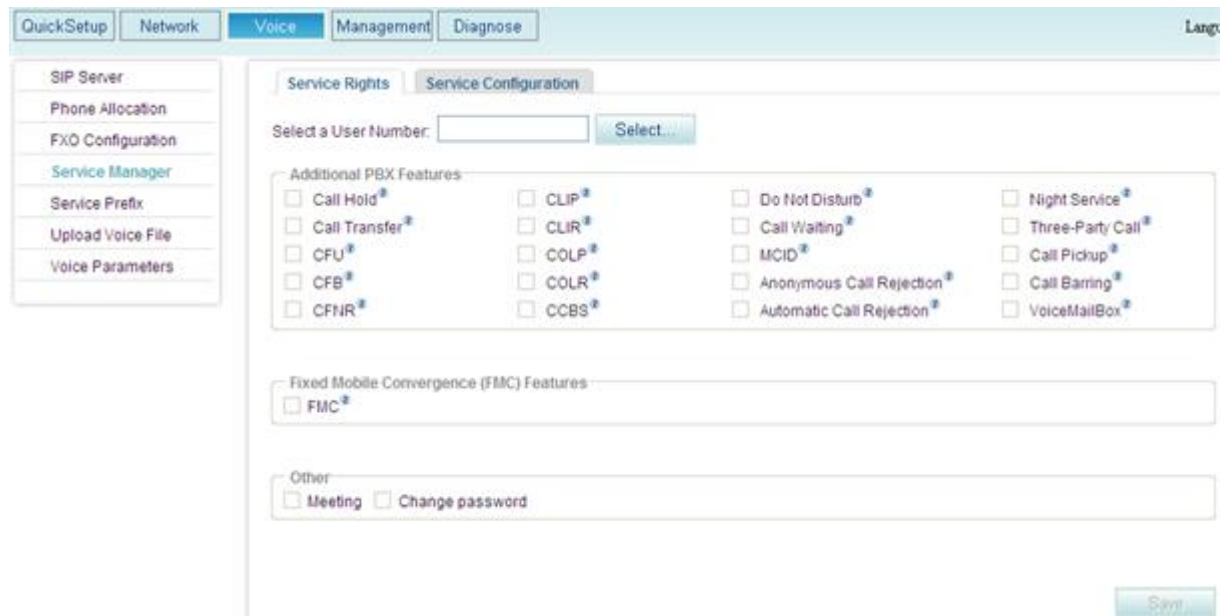 QuickSetup Network Voice Management Diagnose
SIP Server
Phone Allocation
FXO Configuration
Service Manager
Service Prefix
Upload Voice File
Voice Parameters
Service Rights Service Configuration
Select a User Number: Select...
Additional PBX Features
Call Hold CLIP Do Not Disturb Night Service
Call Transfer CLIR Call Waiting Three-Party Call
CFU COLP MCID Call Pickup
CFB COLR Anonymous Call Rejection Call Barring
CFNR CCBS Automatic Call Rejection VoiceMailBox
Fixed Mobile Convergence (FMC) Features
FMC
Other
Meeting Change password
Save